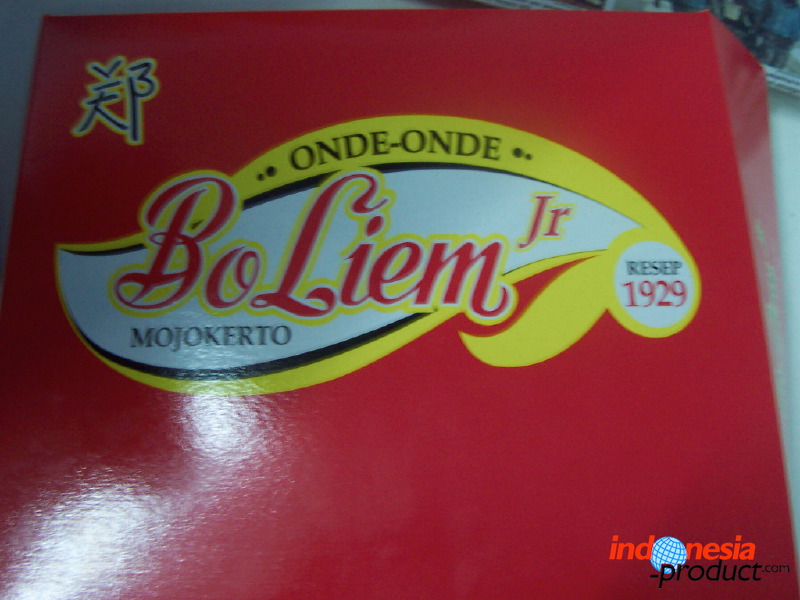 郑
ONDE-ONDE
BoLiem Jr
MOJOKERTO
RESEP
1929
indonesia
-product.com